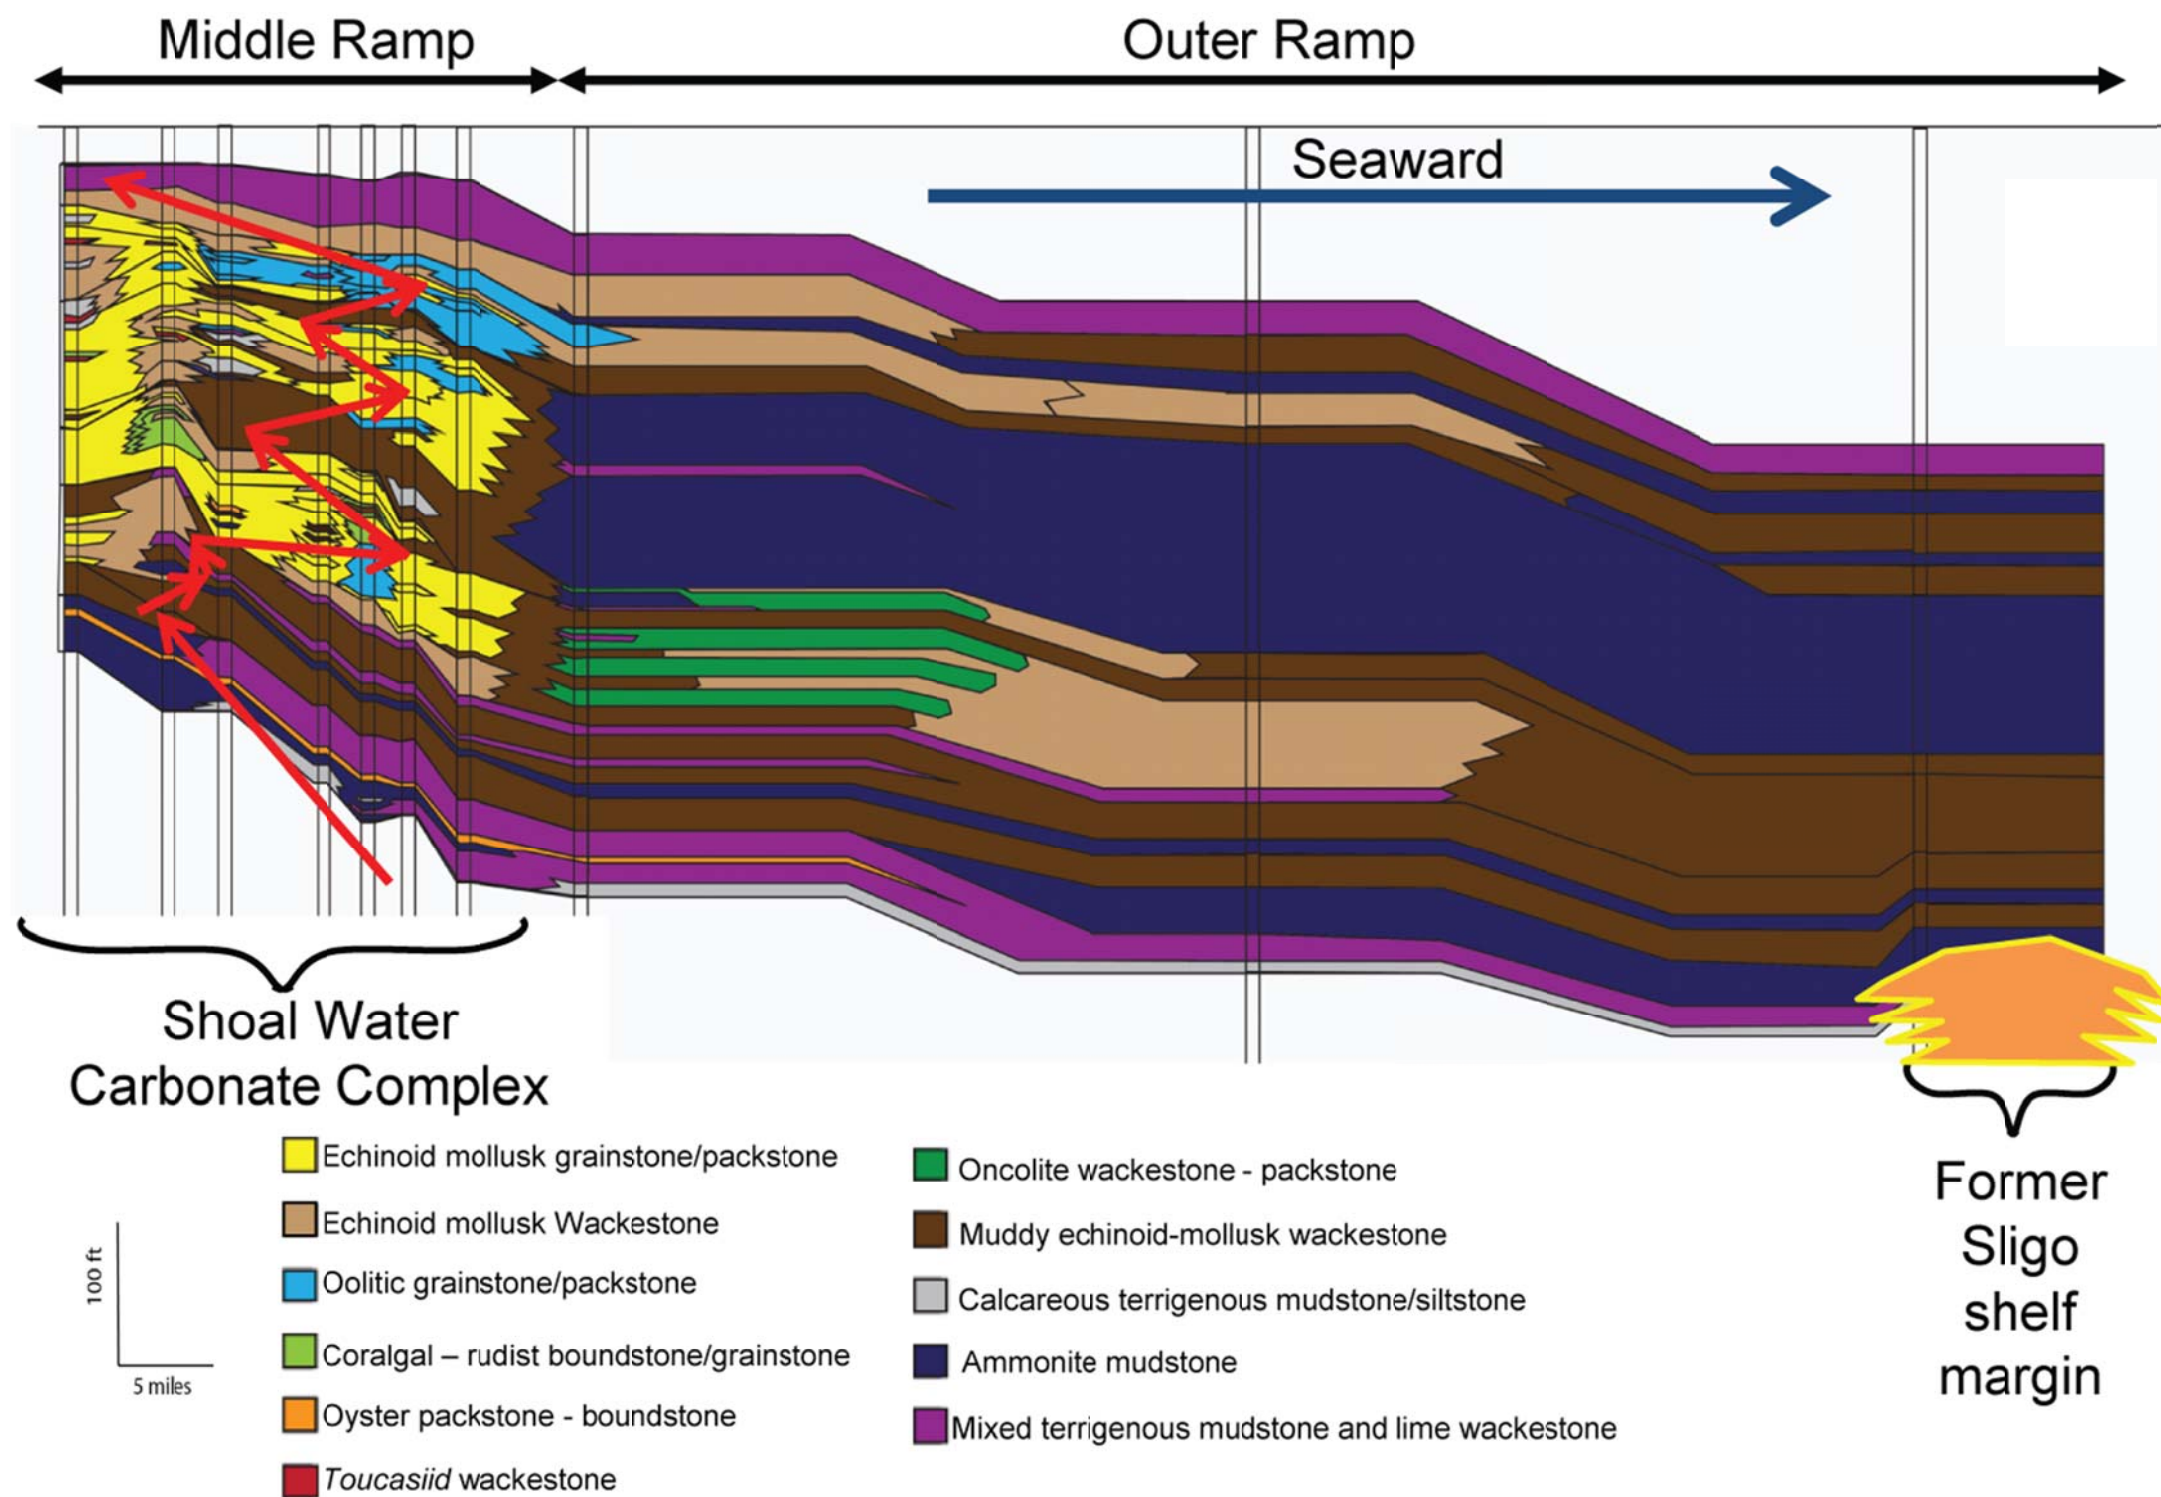 Middle Ramp
Outer Ramp
Seaward
Shoal Water
Carbonate Complex
Former
Sligo
shelf
margin
100 ft
5 miles
Echinoid mollusk grainstone/packstone
Echinoid mollusk Wackestone
Oolitic grainstone/packstone
Coralgal – rudist boundstone/grainstone
Oyster packstone - boundstone
Toucasiid wackestone
Oncolite wackestone - packstone
Muddy echinoid-mollusk wackestone
Calcareous terrigenous mudstone/siltstone
Ammonite mudstone
Mixed terrigenous mudstone and lime wackestone